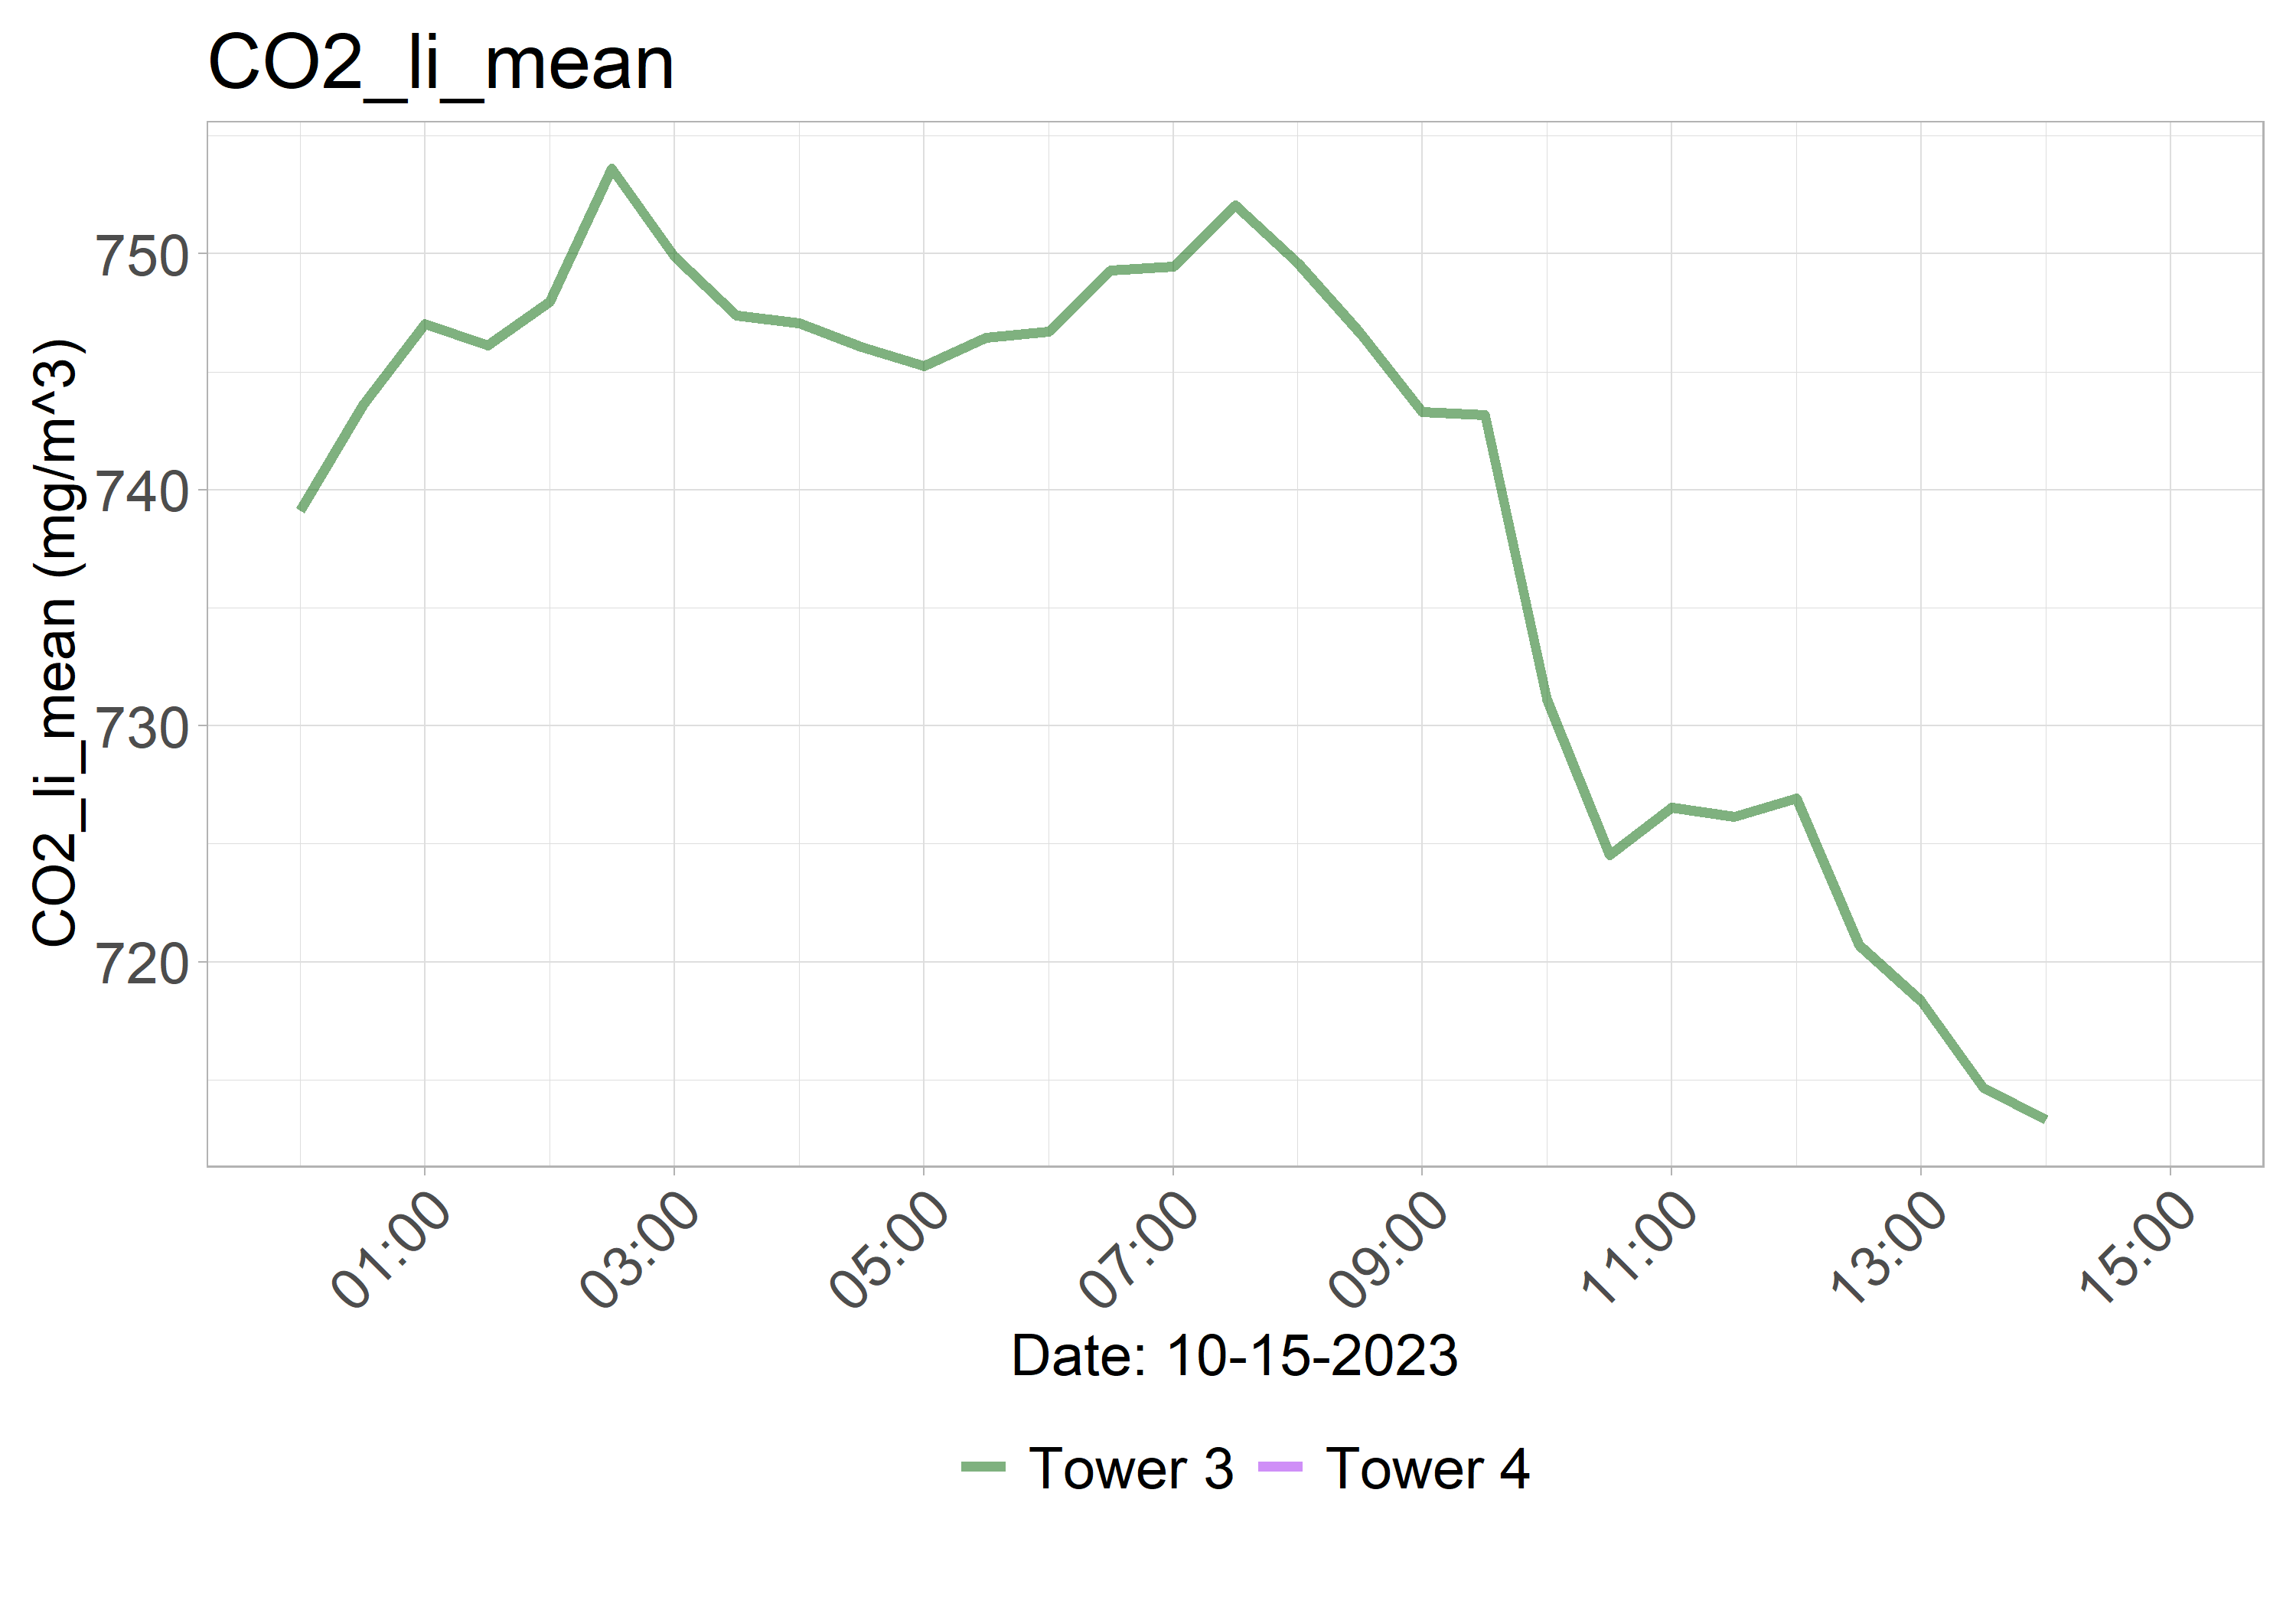 CO2_li_mean
CO2_li_mean (mg/m^3)
750
740
730
720
01:00 03:00 05:00 07:00 09:00 11:00 13:00 15:00
Date: 10-15-2023
Tower 3 Tower 4